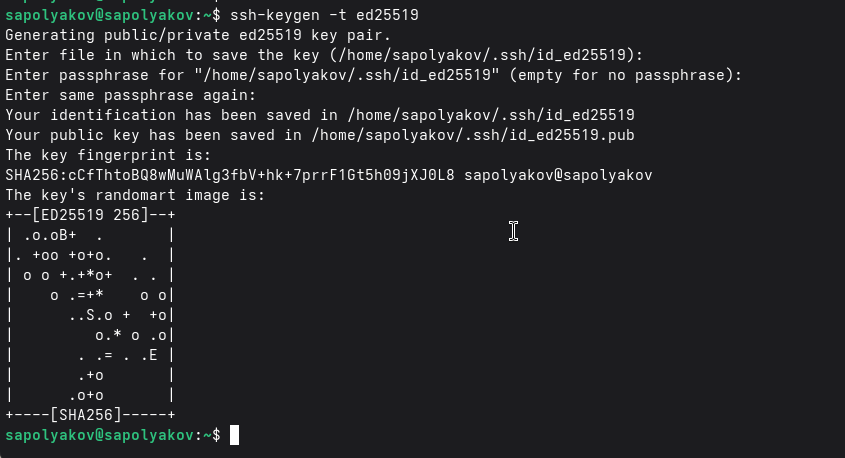 sapolyakov@sapolyakov:~$ ssh-keygen -t ed25519
Generating public/private ed25519 key pair.
Enter file in which to save the key (/home/sapolyakov/.ssh/id_ed25519):
Enter passphrase for "/home/sapolyakov/.ssh/id_ed25519" (empty for no passphrase):
Enter same passphrase again:
Your identification has been saved in /home/sapolyakov/.ssh/id_ed25519
Your public key has been saved in /home/sapolyakov/.ssh/id_ed25519.pub
The key fingerprint is:
SHA256:cCfThtoBQ8wMuWAlg3fbV+hk+7prrF1Gt5h09jXJ0L8 sapolyakov@sapolyakov
The key's randomart image is:
+--[ED25519 256]--+
| .o.oB+  .       |
|. +oo +o+o.   .  |
| o o +.+*o+  . . |
|    o .=+*    o o|
|      ..S.o +  +o|
|         o.* o .o|
|       . .= . .E |
|       .+o       |
|      .o+o       |
+----[SHA256]-----+
sapolyakov@sapolyakov:~$